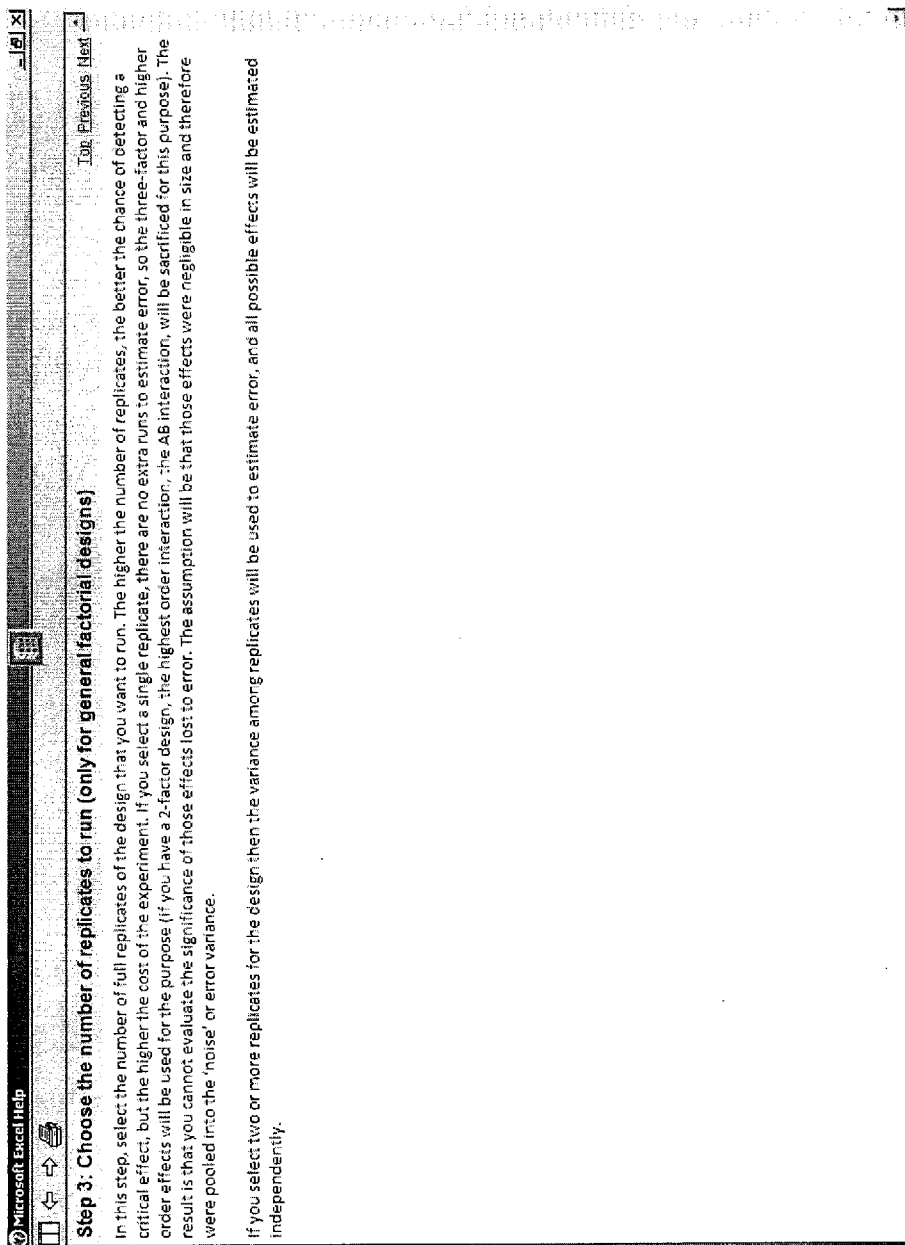 Microsoft Excel Help
Top Previous Next
Step 3: Choose the number of replicates to run (only for general factorial designs)
In this step, select the number of full replicates of the design that you want to run. The higher the number of replicates, the better the chance of detecting a
critical effect, but the higher the cost of the experiment. If you select a single replicate, there are no extra runs to estimate error, so the three-factor and higher
order effects will be used for the purpose (if you have a 2-factor design, the highest order interaction, the AB interaction, will be sacrificed for this purpose). The
result is that you cannot evaluate the significance of those effects lost to error. The assumption will be that those effects were negligible in size and therefore
were pooled into the 'noise' or error variance.
If you select two or more replicates for the design then the variance among replicates will be used to estimate error, and all possible effects will be estimated
independently.